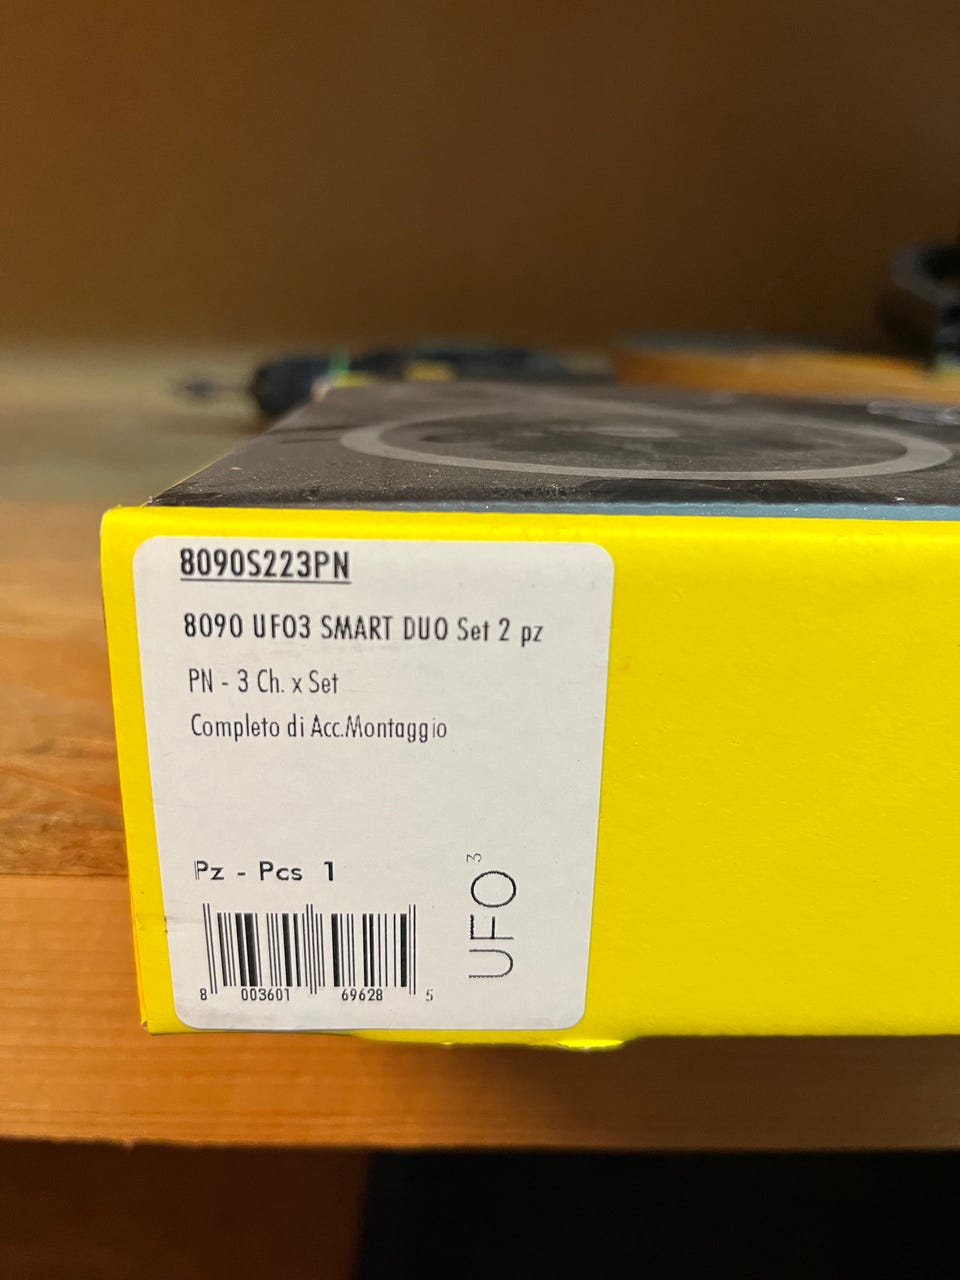 8090S223PN
8090 UFO3 SMART DUO Set 2 pz
PN - 3 Ch. x Set
Completo di Acc.Montaggio
Pz - Pcs 1
UFO³
8 003601 69628 5